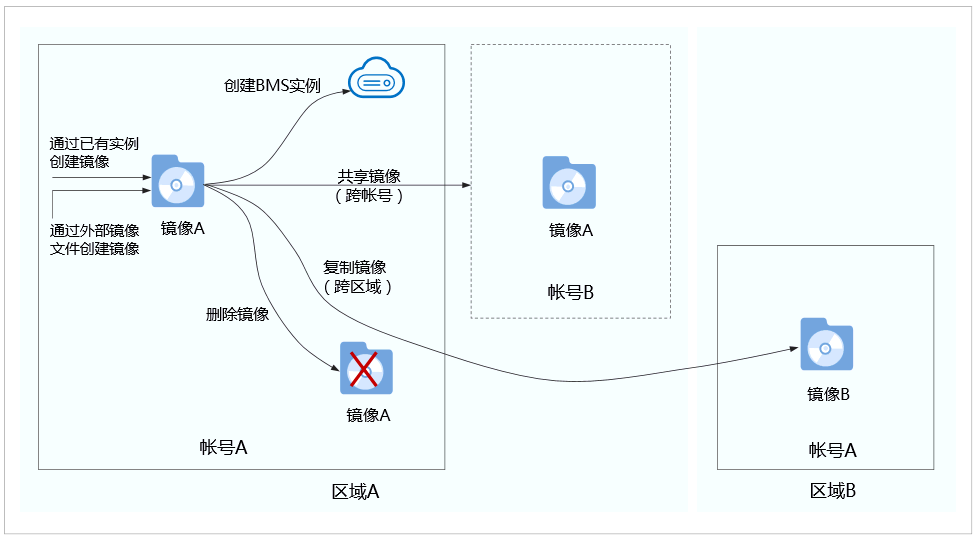 创建BMS实例
通过已有实例
创建镜像
镜像A
通过外部镜像
文件创建镜像
共享镜像
（跨帐号）
镜像A
帐号B
复制镜像
（跨区域）
删除镜像
镜像A
镜像B
帐号A
帐号A
区域A
区域B